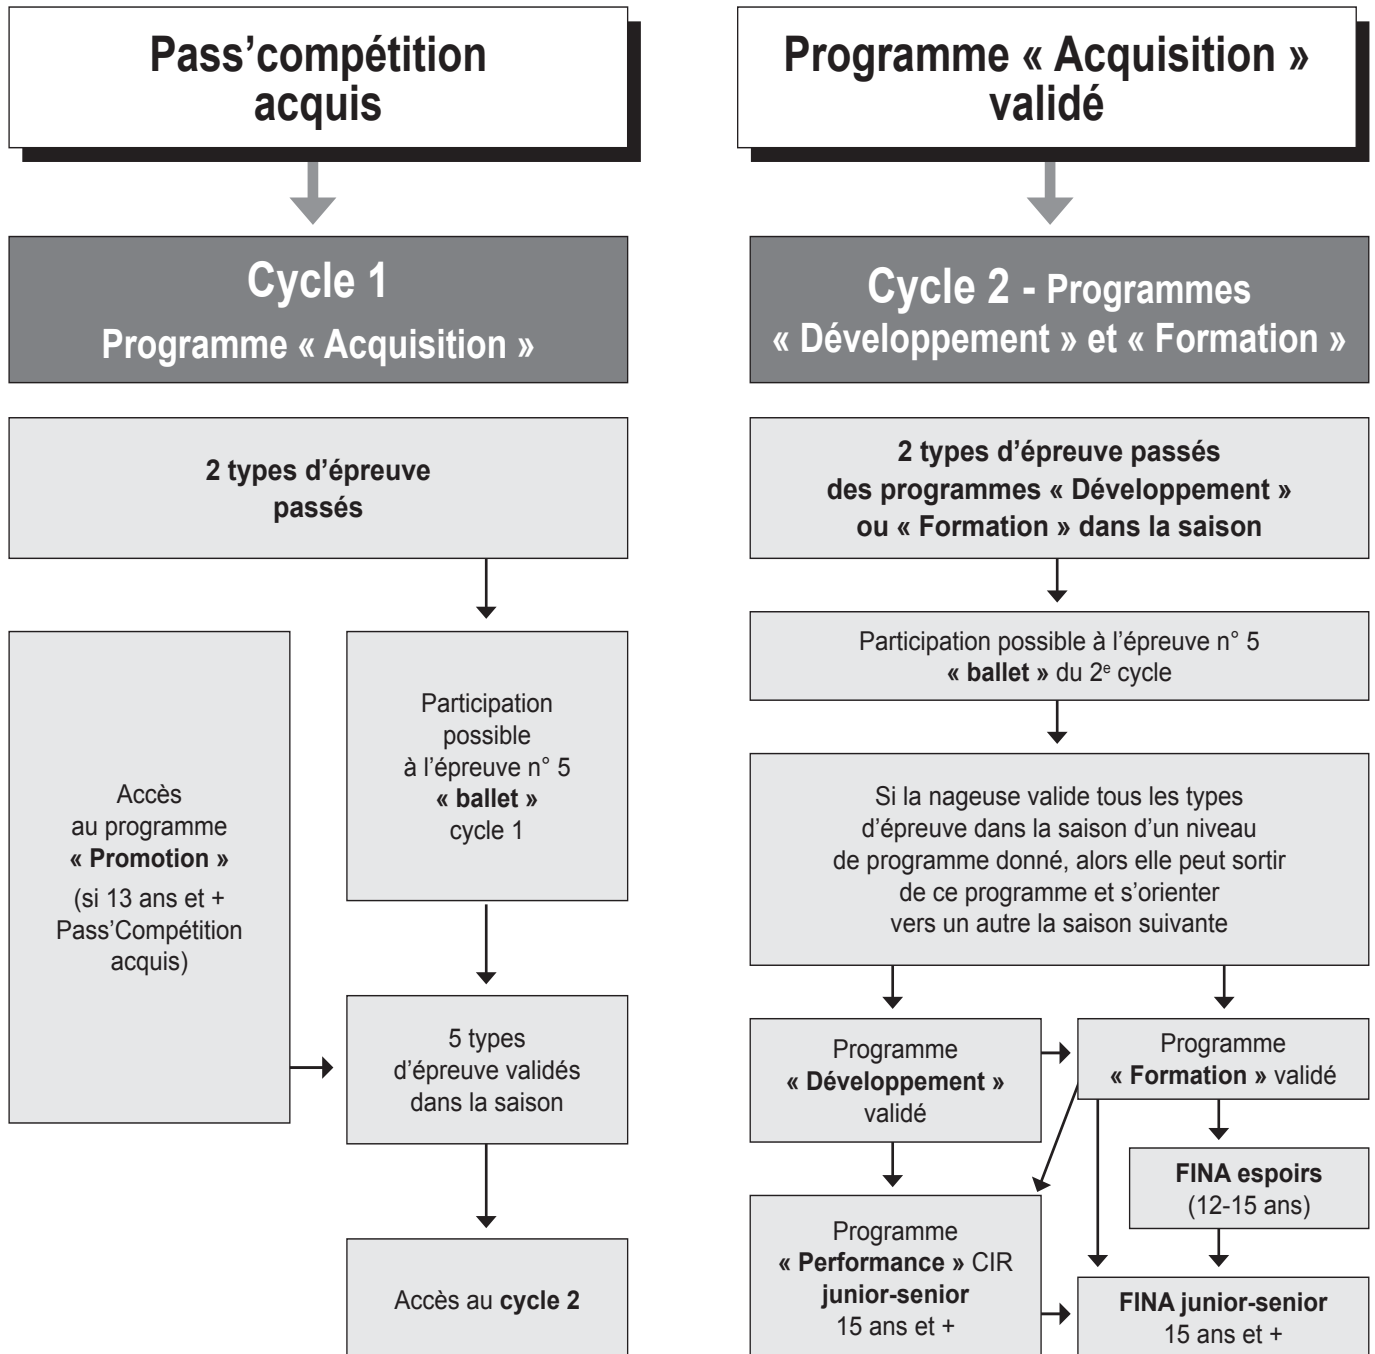 Pass’compétition
acquis
Cycle 1
Programme « Acquisition »
2 types d’épreuve
passés
Accès
au programme
« Promotion »
(si 13 ans et +
Pass’Compétition
acquis)
Participation
possible
à l’épreuve n° 5
« ballet »
cycle 1
5 types
d’épreuve validés
dans la saison
Accès au cycle 2
Programme « Acquisition »
validé
Cycle 2 - Programmes
« Développement » et « Formation »
2 types d’épreuve passés
des programmes « Développement »
ou « Formation » dans la saison
Participation possible à l’épreuve n° 5
« ballet » du 2e cycle
Si la nageuse valide tous les types
d’épreuve dans la saison d’un niveau
de programme donné, alors elle peut sortir
de ce programme et s’orienter
vers un autre la saison suivante
Programme
« Développement »
validé
Programme
« Formation » validé
FINA espoirs
(12-15 ans)
Programme
« Performance » CIR
junior-senior
15 ans et +
FINA junior-senior
15 ans et +